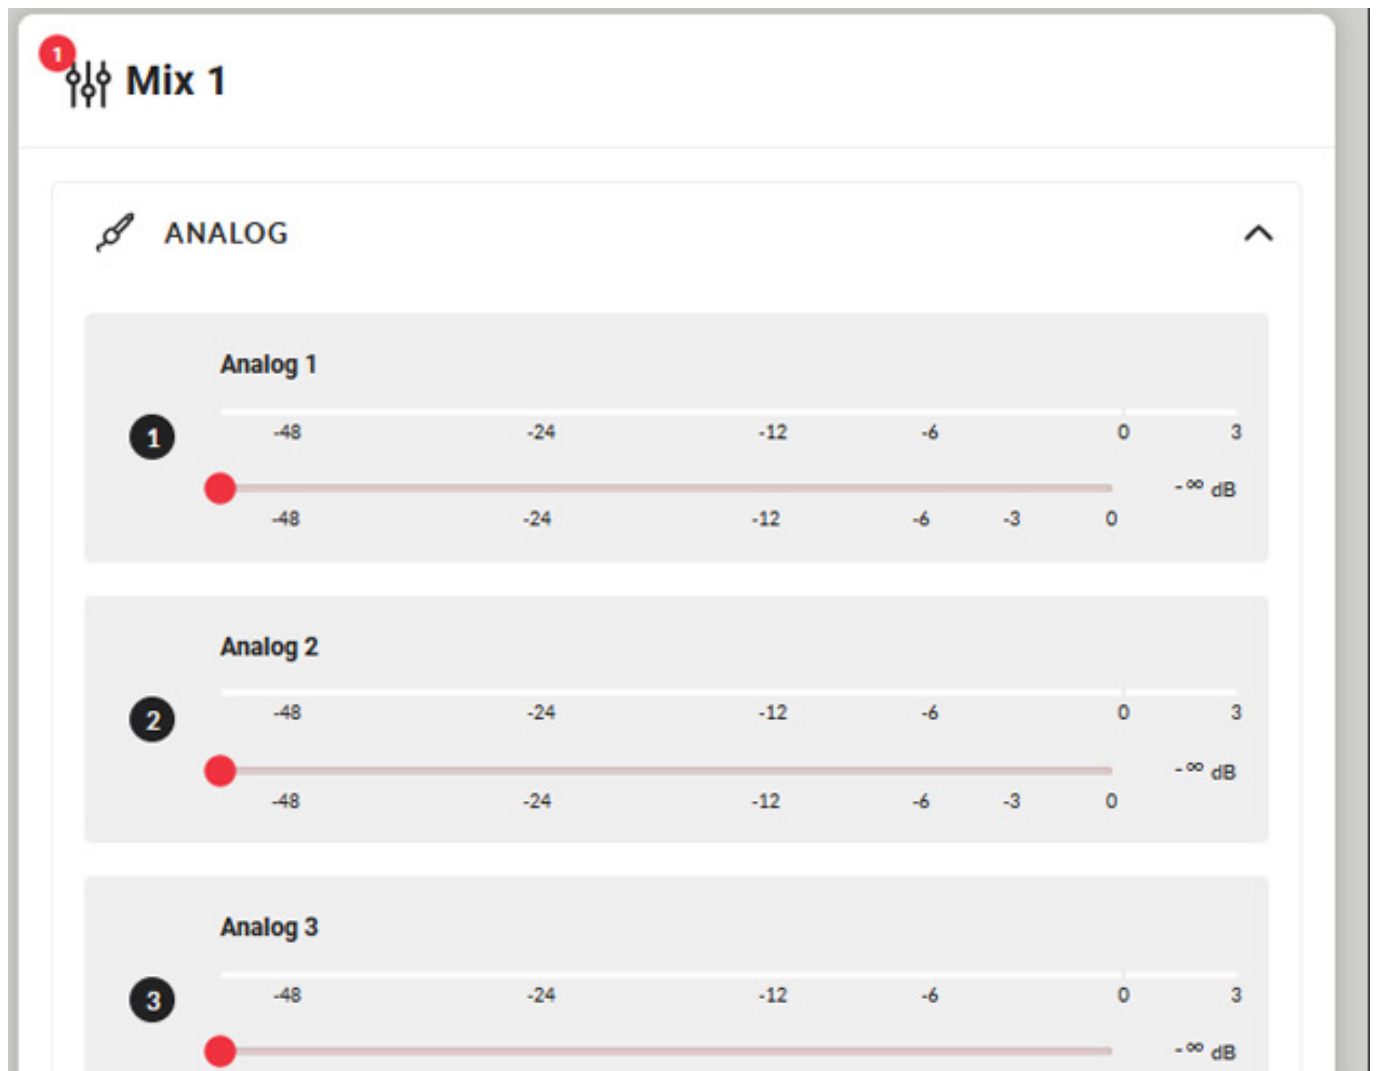 1
Mix 1
ANALOG
Analog 1
1
-48 -24 -12 -6 0 3
-∞ dB
-48 -24 -12 -6 -3 0
Analog 2
2
-48 -24 -12 -6 0 3
-∞ dB
-48 -24 -12 -6 -3 0
Analog 3
3
-48 -24 -12 -6 0 3
-∞ dB